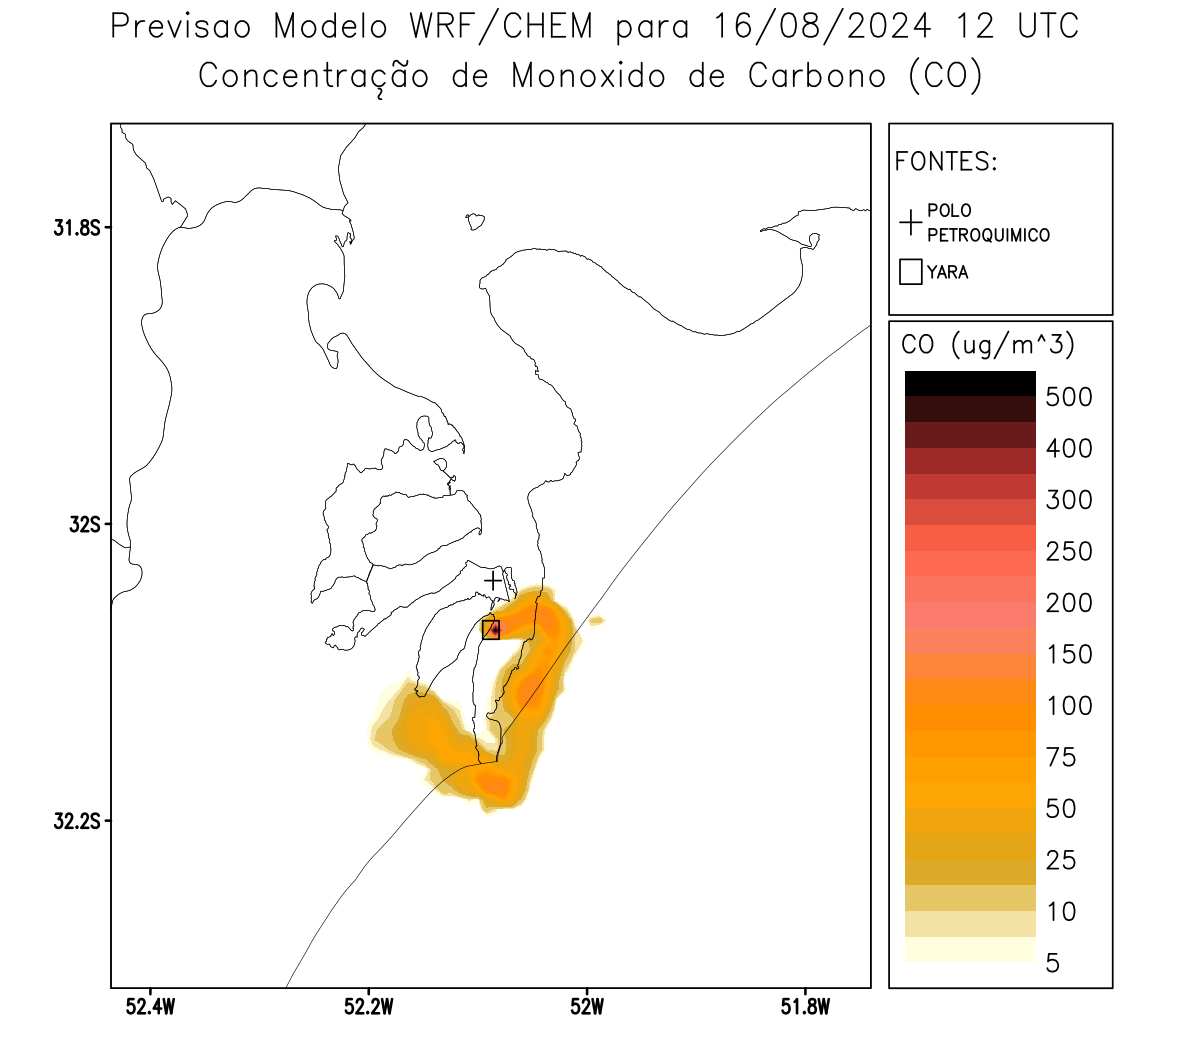 Previsao Modelo WRF/CHEM para 16/08/2024 12 UTC
Concentração de Monoxido de Carbono (CO)
FONTES:
POLO
PETROQUIMICO
YARA
CO (ug/m^3)
500
400
300
250
200
150
100
75
50
25
10
5
31.8S
32S
32.2S
52.4W
52.2W
52W
51.8W